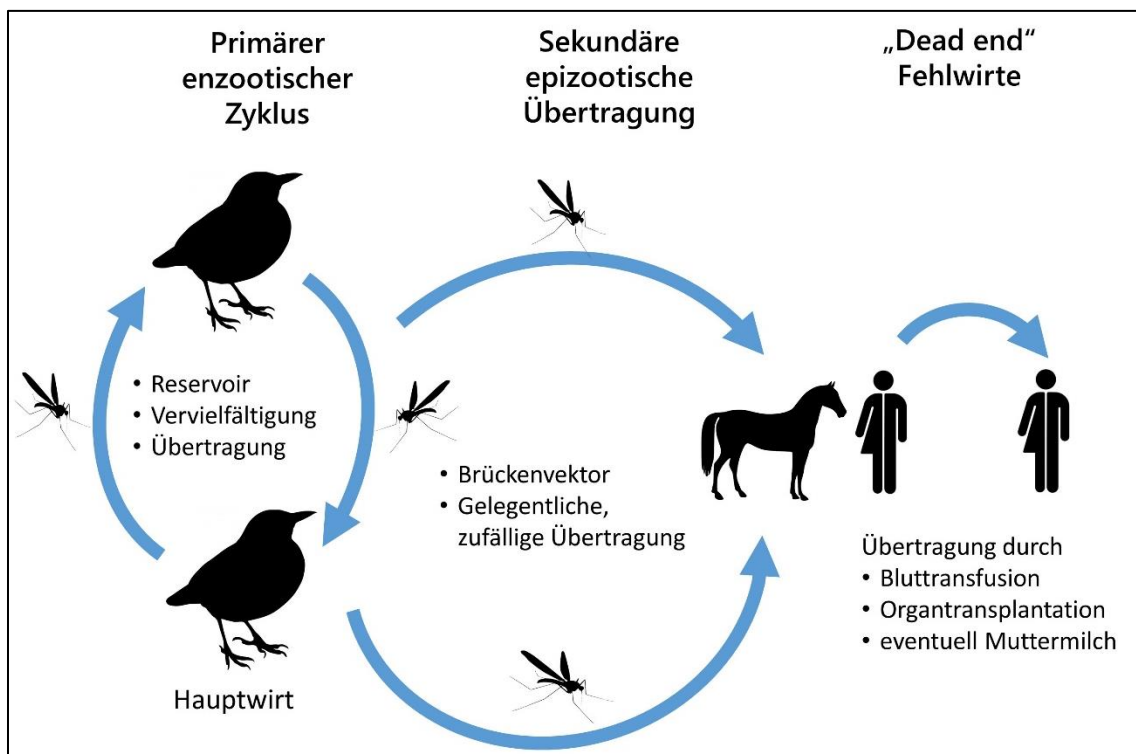 Primärer
enzootischer
Zyklus
Sekundäre
epizootische
Übertragung
„Dead end“
Fehlwirte
• Reservoir
• Vervielfältigung
• Übertragung
• Brückenvektor
• Gelegentliche,
zufällige Übertragung
Übertragung durch
• Bluttransfusion
• Organtransplantation
• eventuell Muttermilch
Hauptwirt